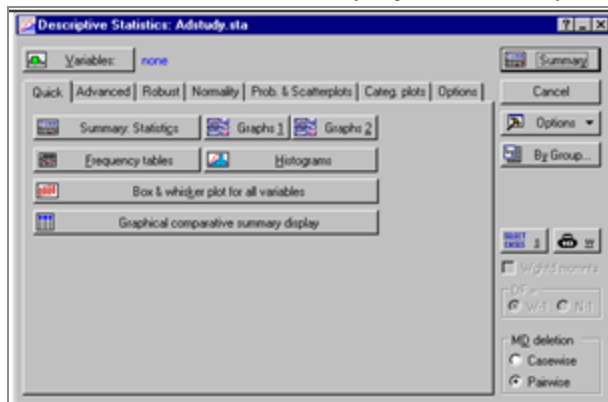 Descriptive Statistics: Adstudy.sta
Variables: none
Summary
Quick Advanced Robust Normality Prob. & Scatterplots Categ. plots Options
Cancel
Summary: Statistics Graphs 1 Graphs 2
Options
Frequency tables Histograms
By Group...
Box & whisker plot for all variables
Graphical comparative summary display
SELECT CASES S W
Wghtd momnts
DF =
W-1 N-1
MD deletion
Casewise
Pairwise